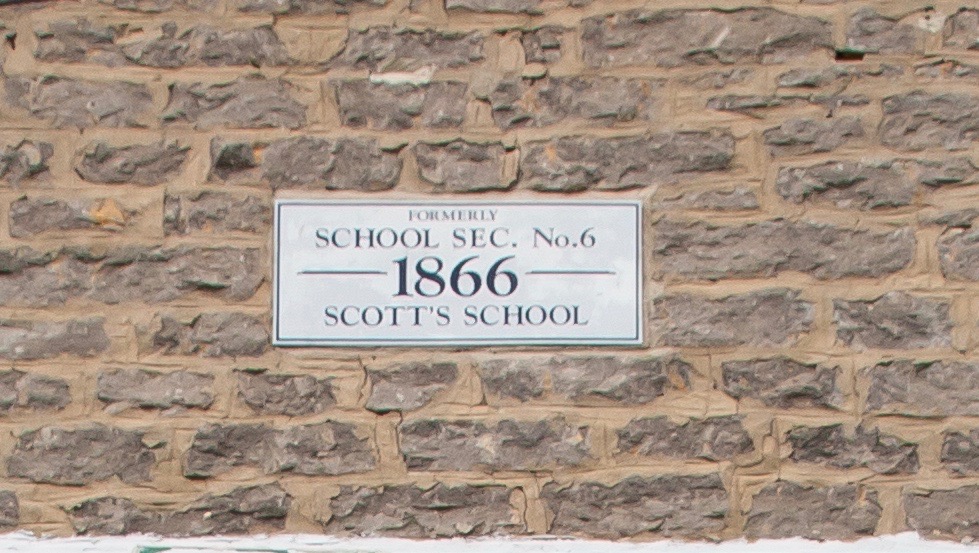 FORMERLY
SCHOOL SEC. No.6
1866
SCOTT'S SCHOOL